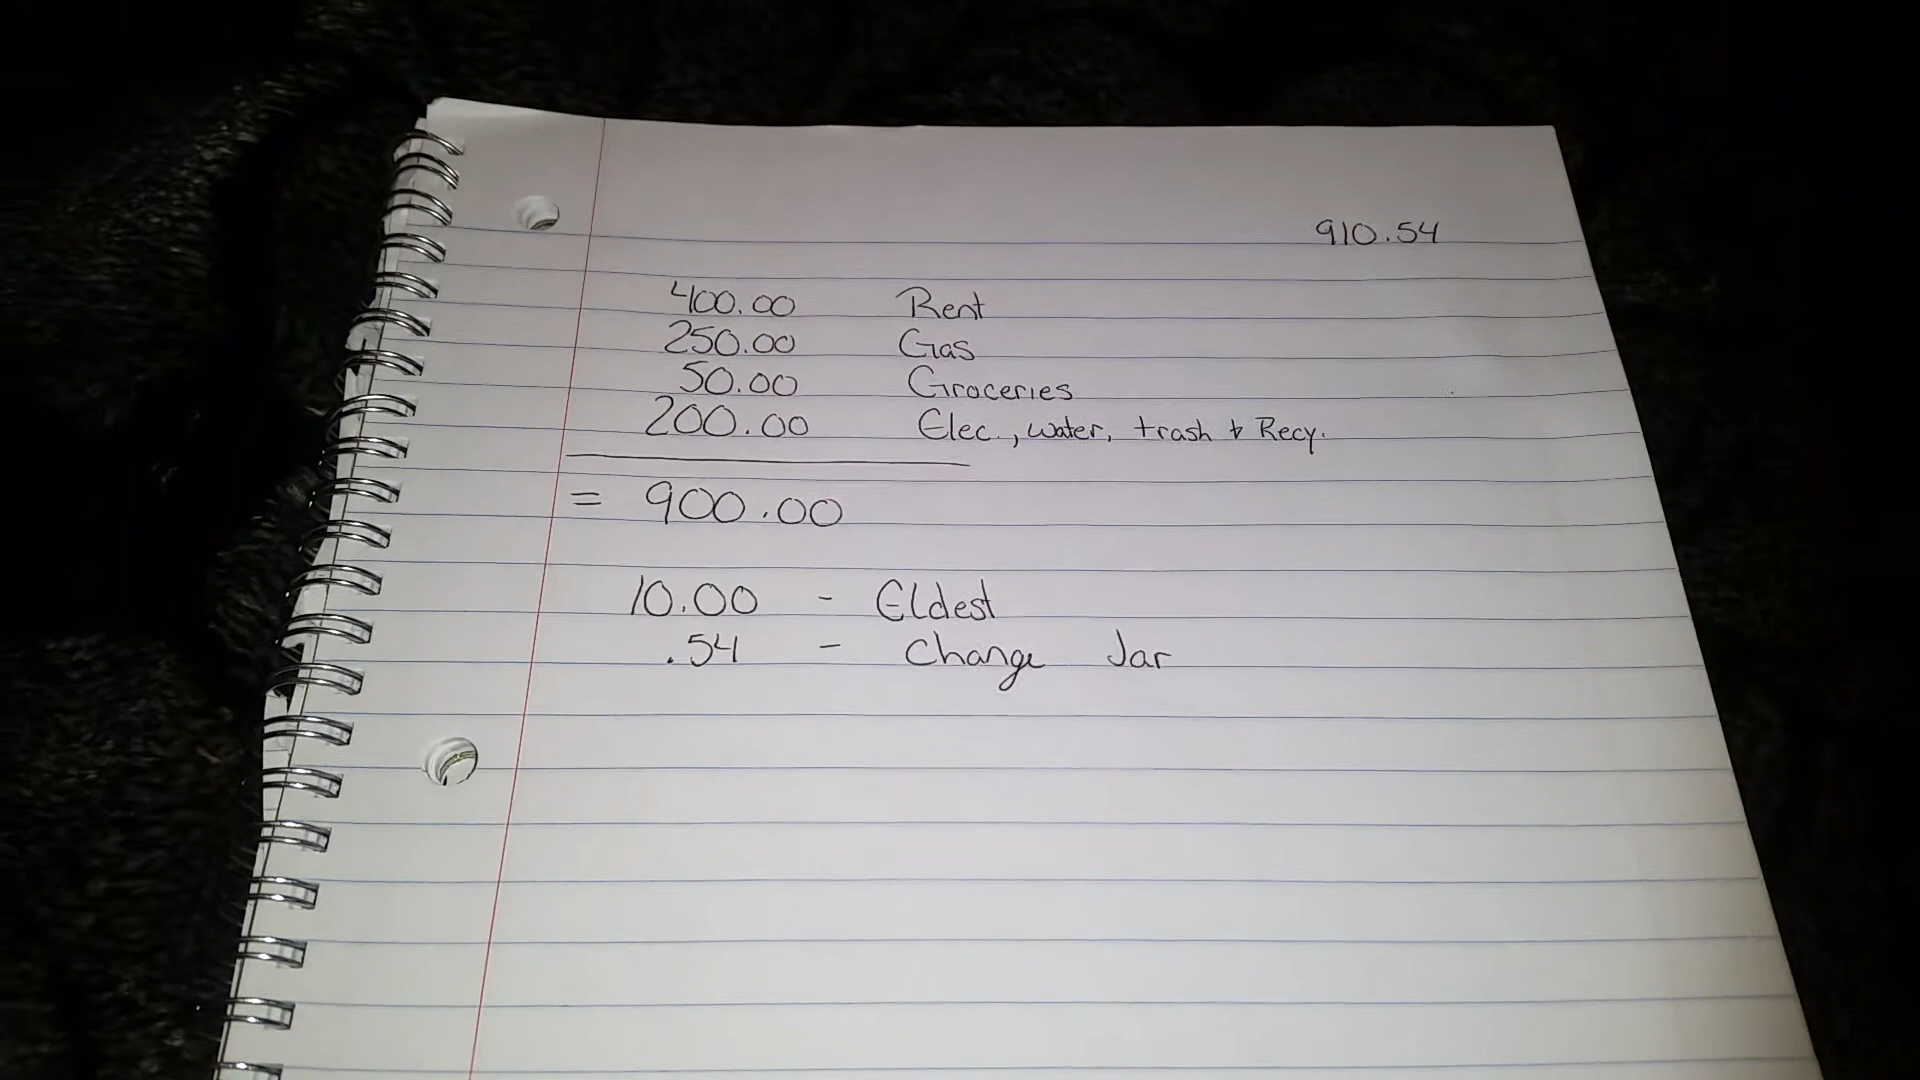 910.54
400.00 Rent
250.00 Gas
50.00 Groceries
200.00 Elec., water, trash & Recy.
= 900.00
10.00 - Eldest
.54 - Change Jar